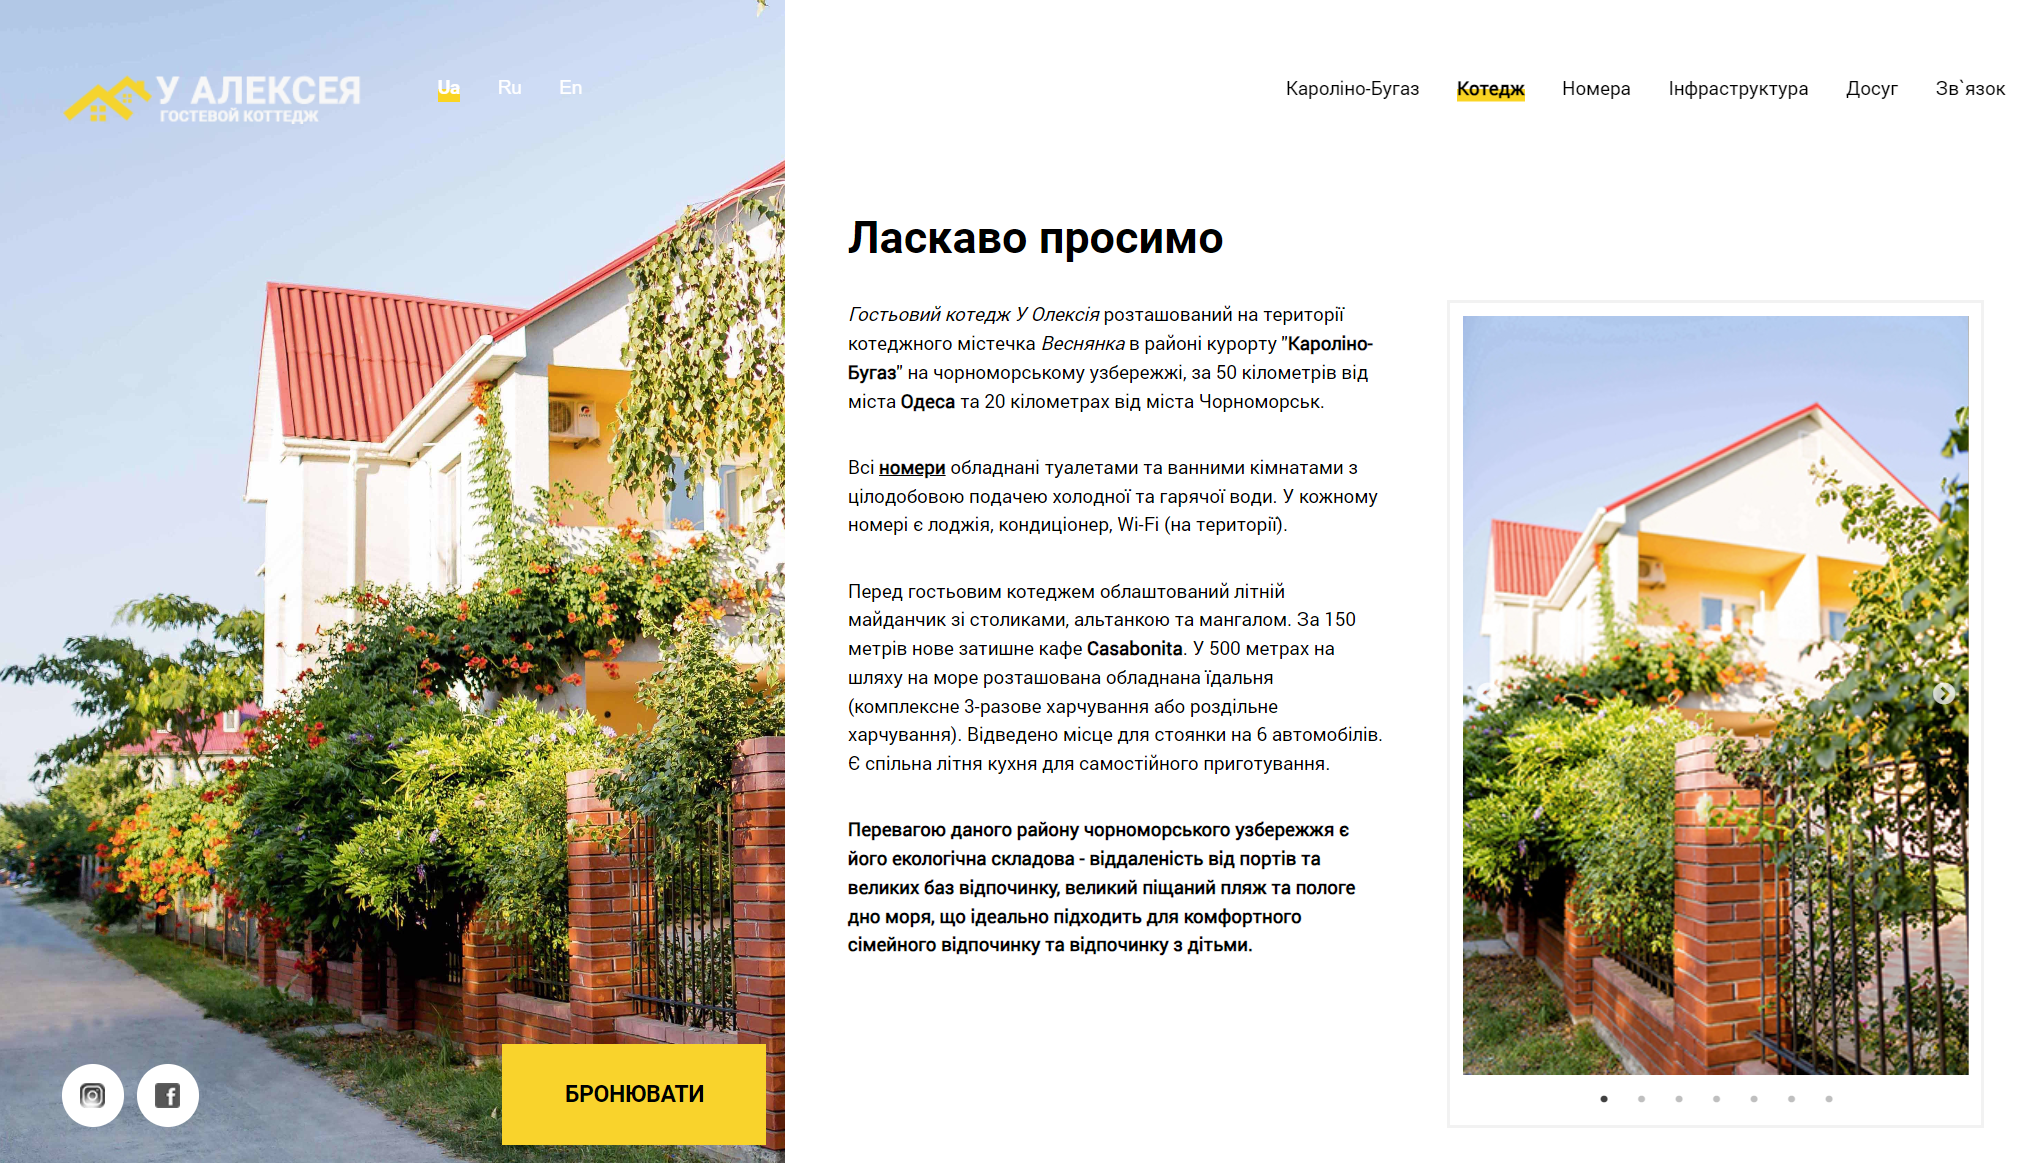 У АЛЕКСЕЯ
ГОСТЕВОЙ КОТТЕДЖ
Ua Ru En
Кароліно-Бугаз Котедж Номера Інфраструктура Досуг Зв`язок
Ласкаво просимо
Гостьовий котедж У Олексія розташований на території
котеджного містечка Веснянка в районі курорту "Кароліно-
Бугаз" на чорноморському узбережжі, за 50 кілометрів від
міста Одеса та 20 кілометрах від міста Чорноморськ.
Всі номери обладнані туалетами та ванними кімнатами з
цілодобовою подачею холодної та гарячої води. У кожному
номері є лоджія, кондиціонер, Wi-Fi (на території).
Перед гостьовим котеджем облаштований літній
майданчик зі столиками, альтанкою та мангалом. За 150
метрів нове затишне кафе Casabonita. У 500 метрах на
шляху на море розташована обладнана їдальня
(комплексне 3-разове харчування або роздільне
харчування). Відведено місце для стоянки на 6 автомобілів.
Є спільна літня кухня для самостійного приготування.
Перевагою даного району чорноморського узбережжя є
його екологічна складова - віддаленість від портів та
великих баз відпочинку, великий піщаний пляж та пологе
дно моря, що ідеально підходить для комфортного
сімейного відпочинку та відпочинку з дітьми.
БРОНЮВАТИ